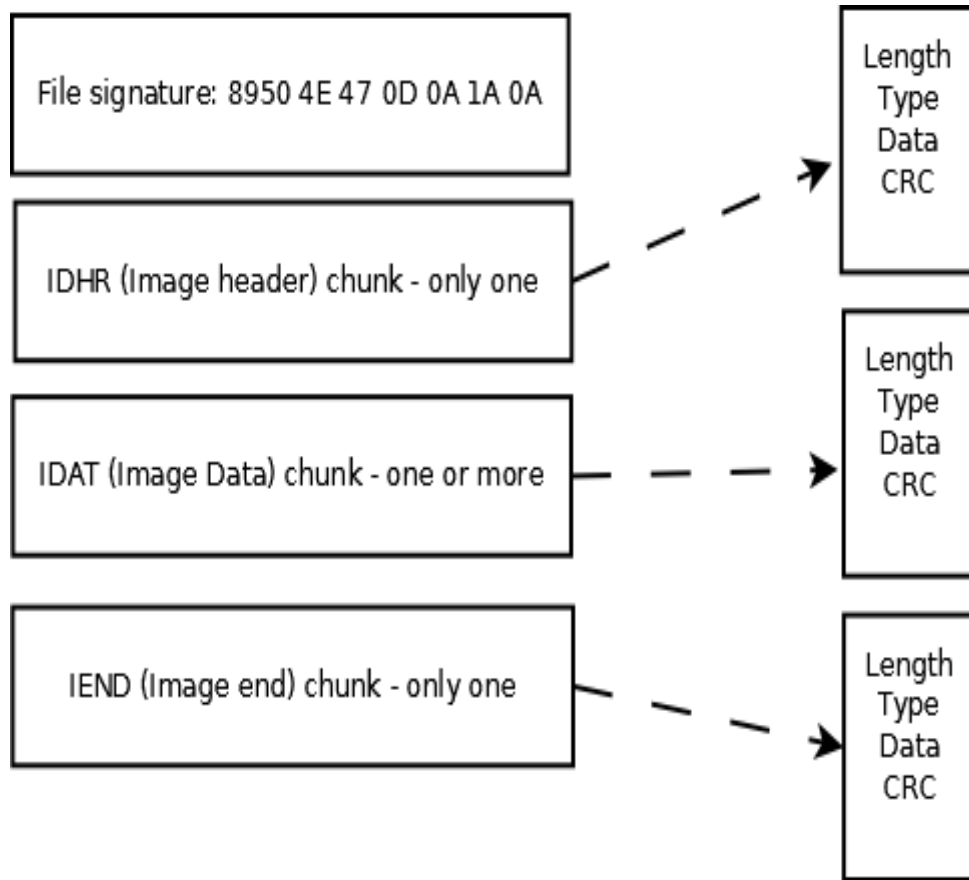 File signature: 8950 4E 47 0D 0A 1A 0A
Length
Type
Data
CRC
IDHR (Image header) chunk - only one
IDAT (Image Data) chunk - one or more
Length
Type
Data
CRC
IEND (Image end) chunk - only one
Length
Type
Data
CRC